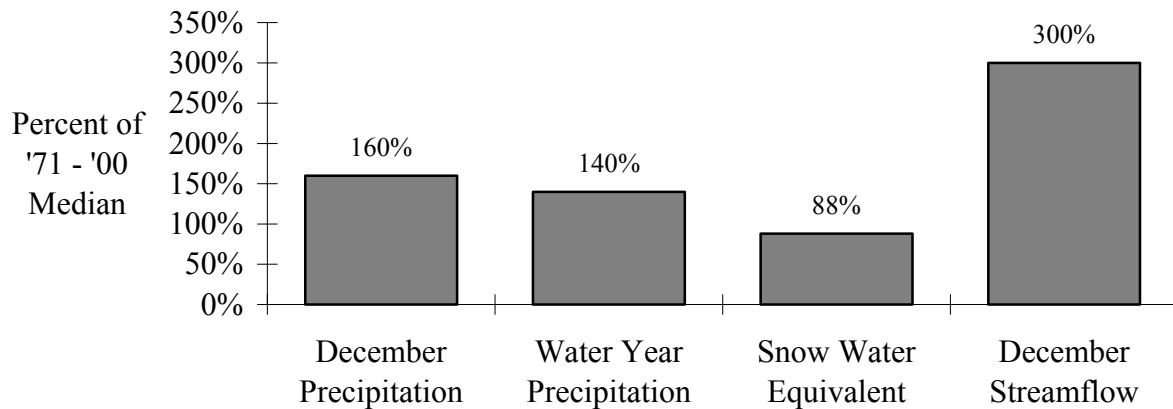 350%
300%
250%
200%
150%
100%
50%
0%
Percent of
'71 - '00
Median
160%
140%
88%
300%
December
Precipitation
Water Year
Precipitation
Snow Water
Equivalent
December
Streamflow